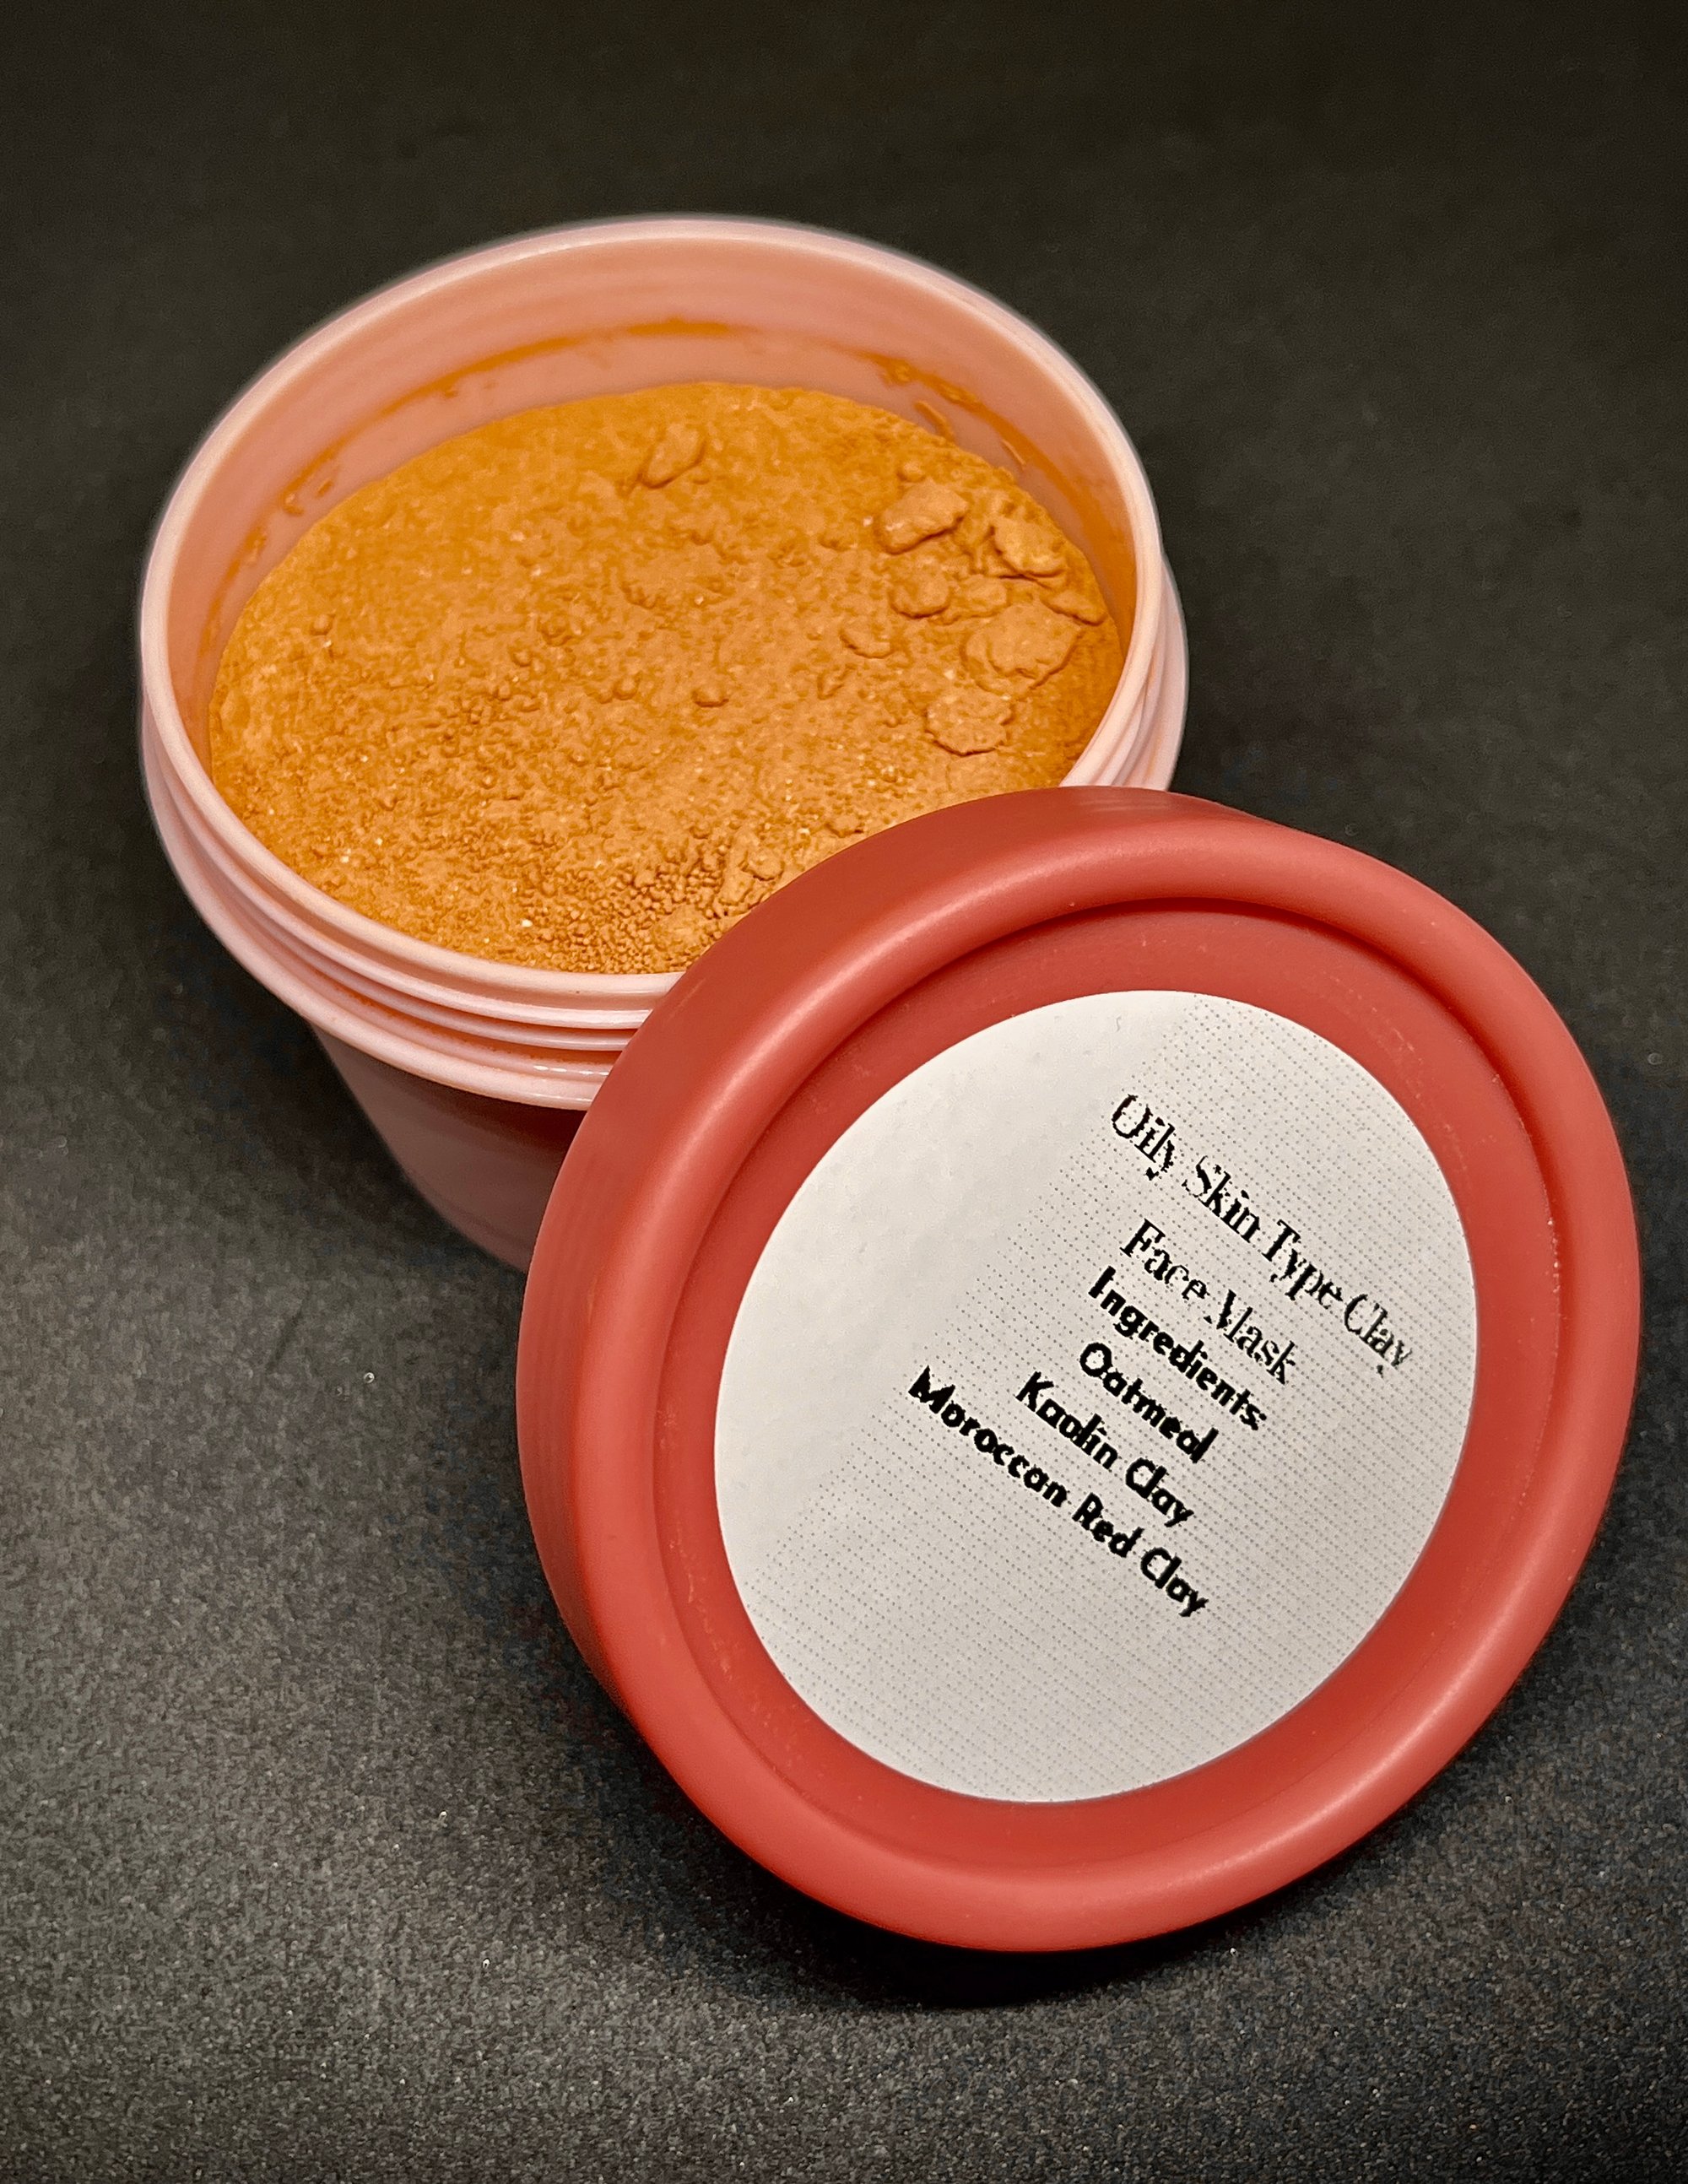 Oily Skin Type Clay
Face Mask
Ingredients
Oatmeal
Kaolin Clay
Moroccan Red Clay